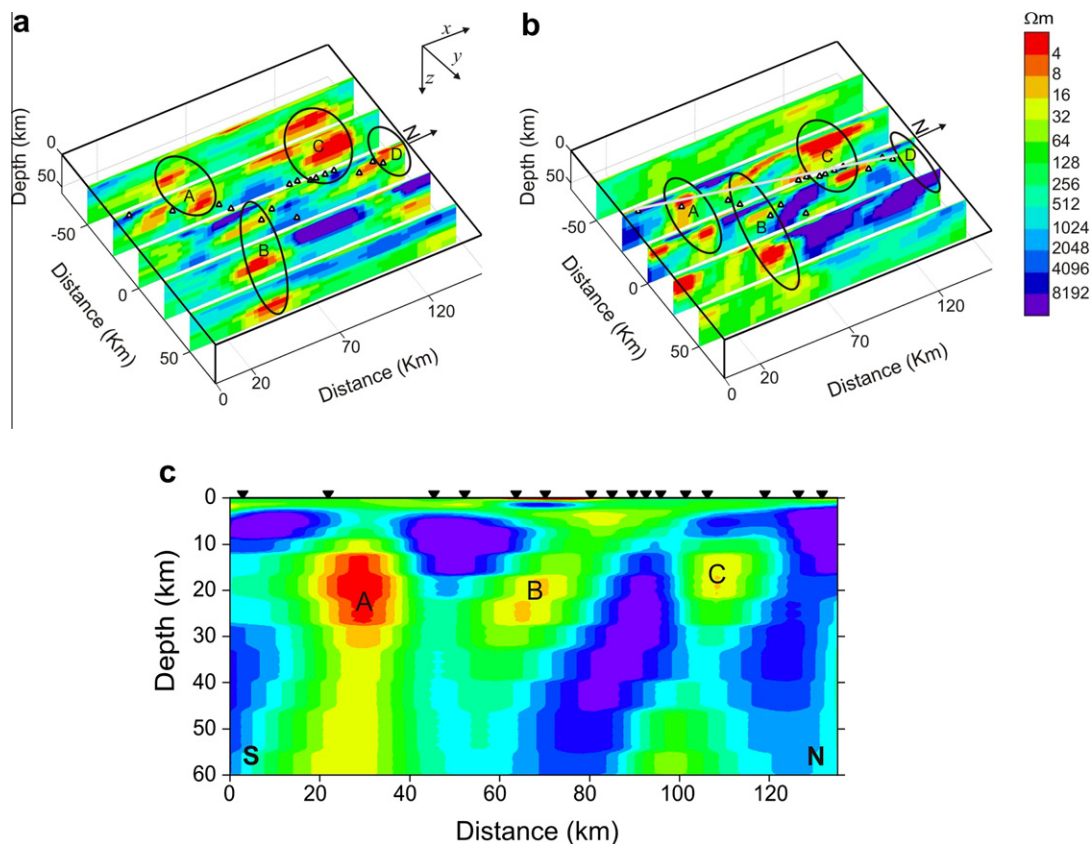 a
x
y
z
Depth (km)
0
50
-50
0
50
Distance (Km)
0
20
70
120
Distance (Km)
A
B
C
D
N
b
Depth (km)
0
50
-50
0
50
Distance (Km)
0
20
70
120
Distance (Km)
A
B
C
D
N
Ωm
4
8
16
32
64
128
256
512
1024
2048
4096
8192
c
Depth (km)
0
10
20
30
40
50
60
A
B
C
S
N
0 20 40 60 80 100 120
Distance (km)